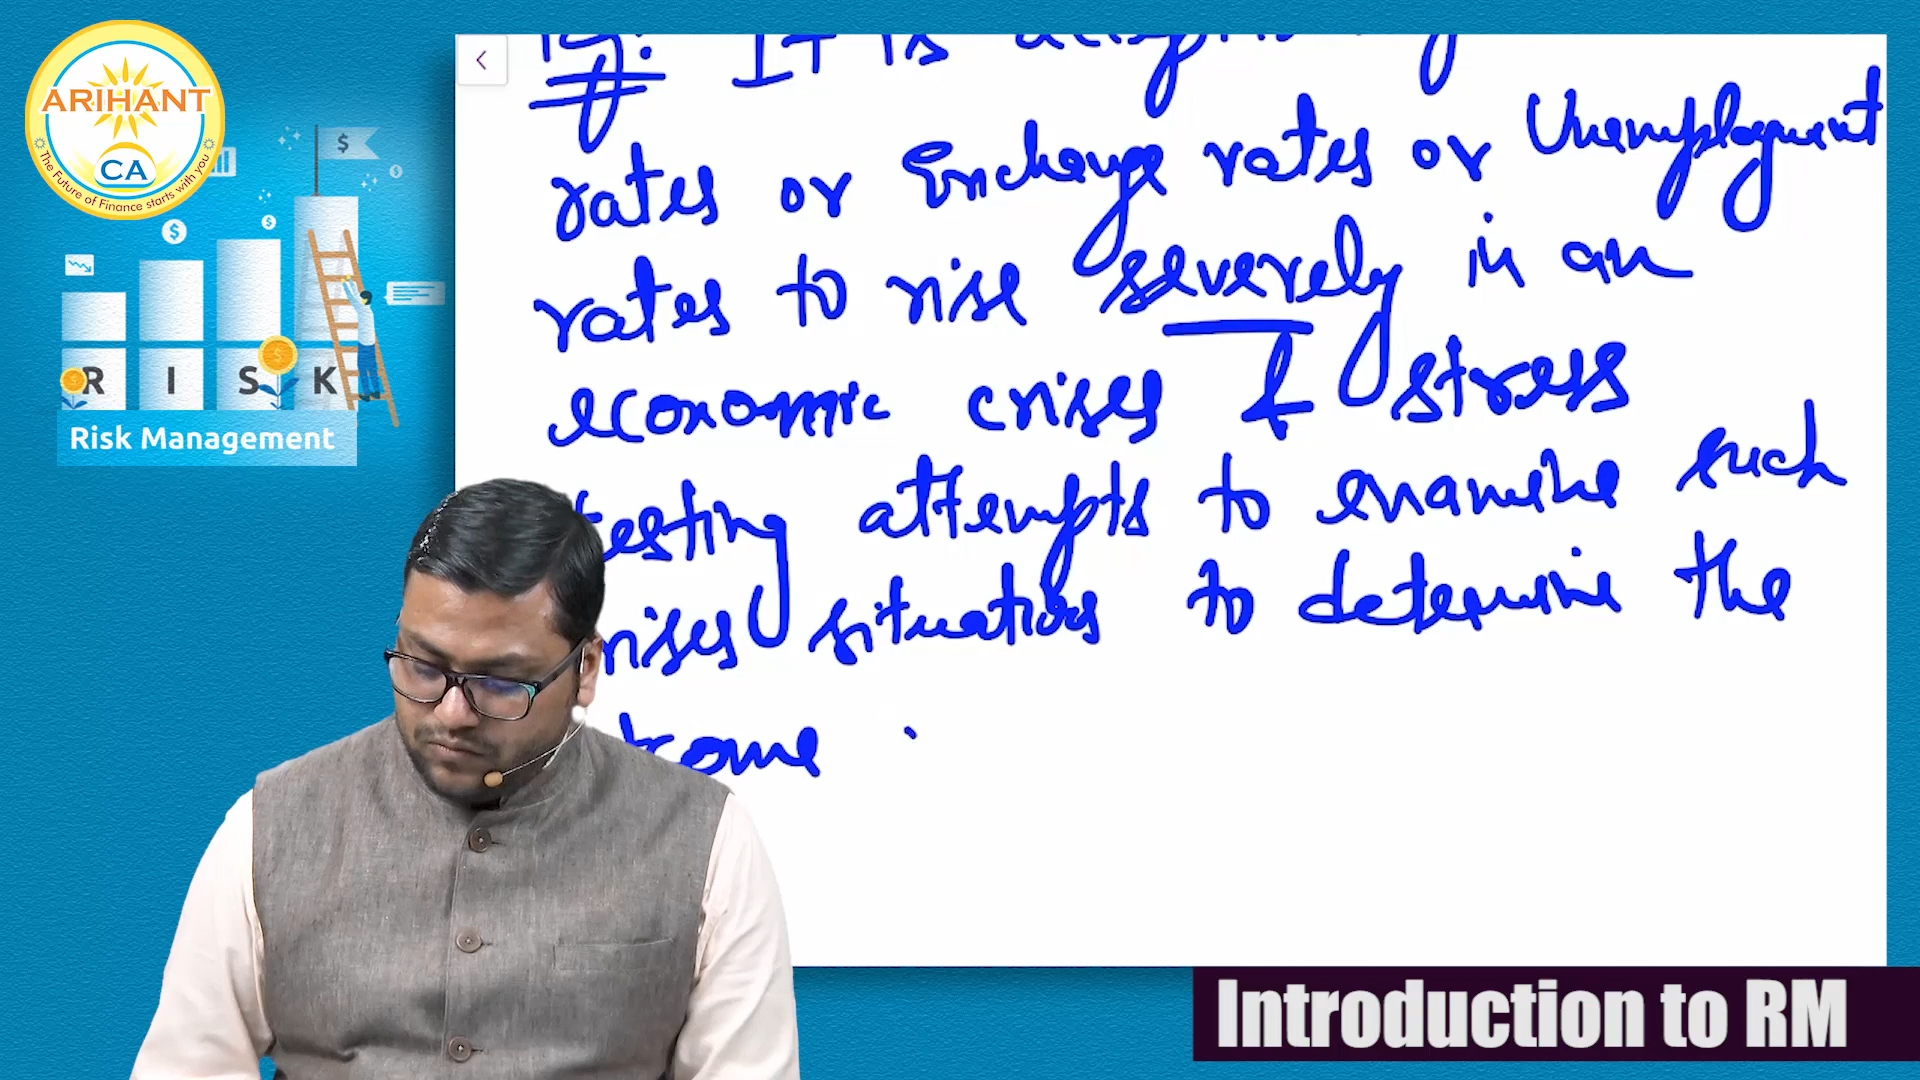 ARIHANT
CA
The Future of Finance starts with you
$
R I S K
Risk Management
It is
rates or Exchange rates or Unemployment
rates to rise severely in an
economic crises & stress
testing attempts to examine such
rises situations to determine the
come
Introduction to RM